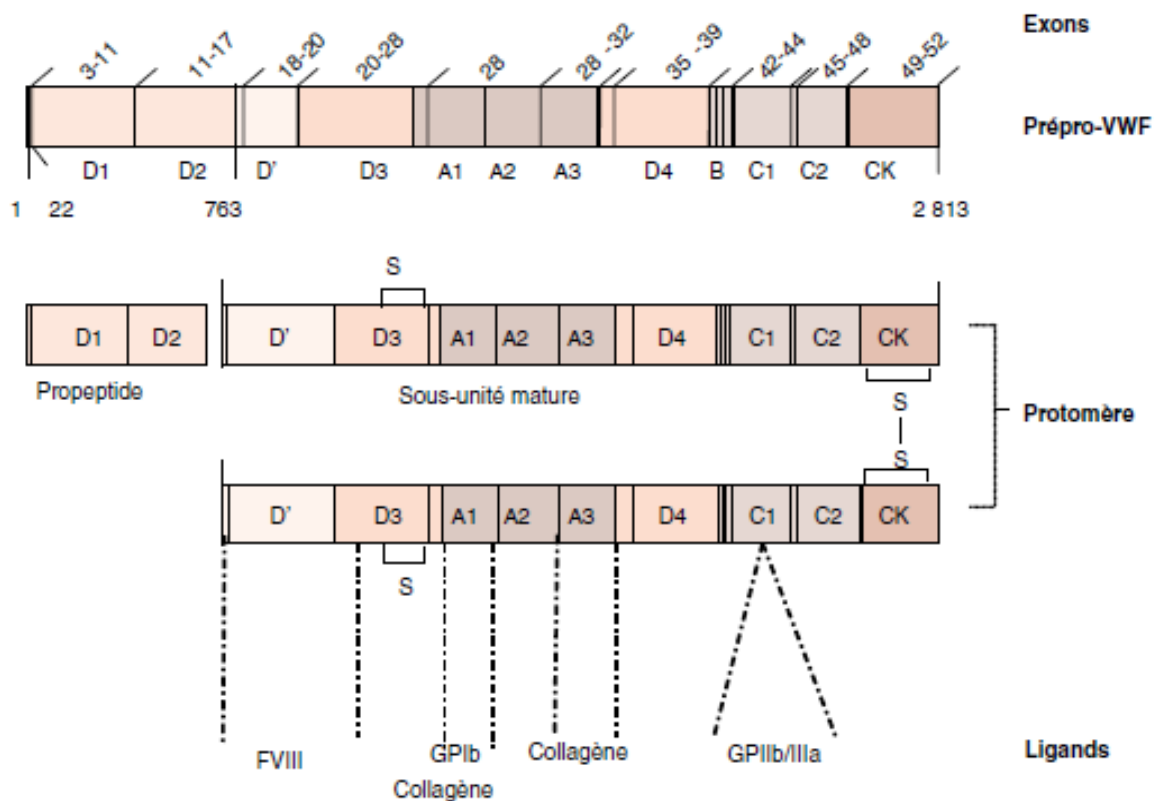 Exons
3-11 11-17 18-20 20-28 28 28 -32 35 -39 42-44 45-48 49-52
Prépro-VWF
D1 D2 D' D3 A1 A2 A3 D4 B C1 C2 CK
1 22 763 2 813
S
D1 D2 D' D3 A1 A2 A3 D4 C1 C2 CK
Propeptide Sous-unité mature
S
Protomère
S
D' D3 A1 A2 A3 D4 C1 C2 CK
S
FVIII GPIb Collagène GPIIb/IIIa Ligands
Collagène